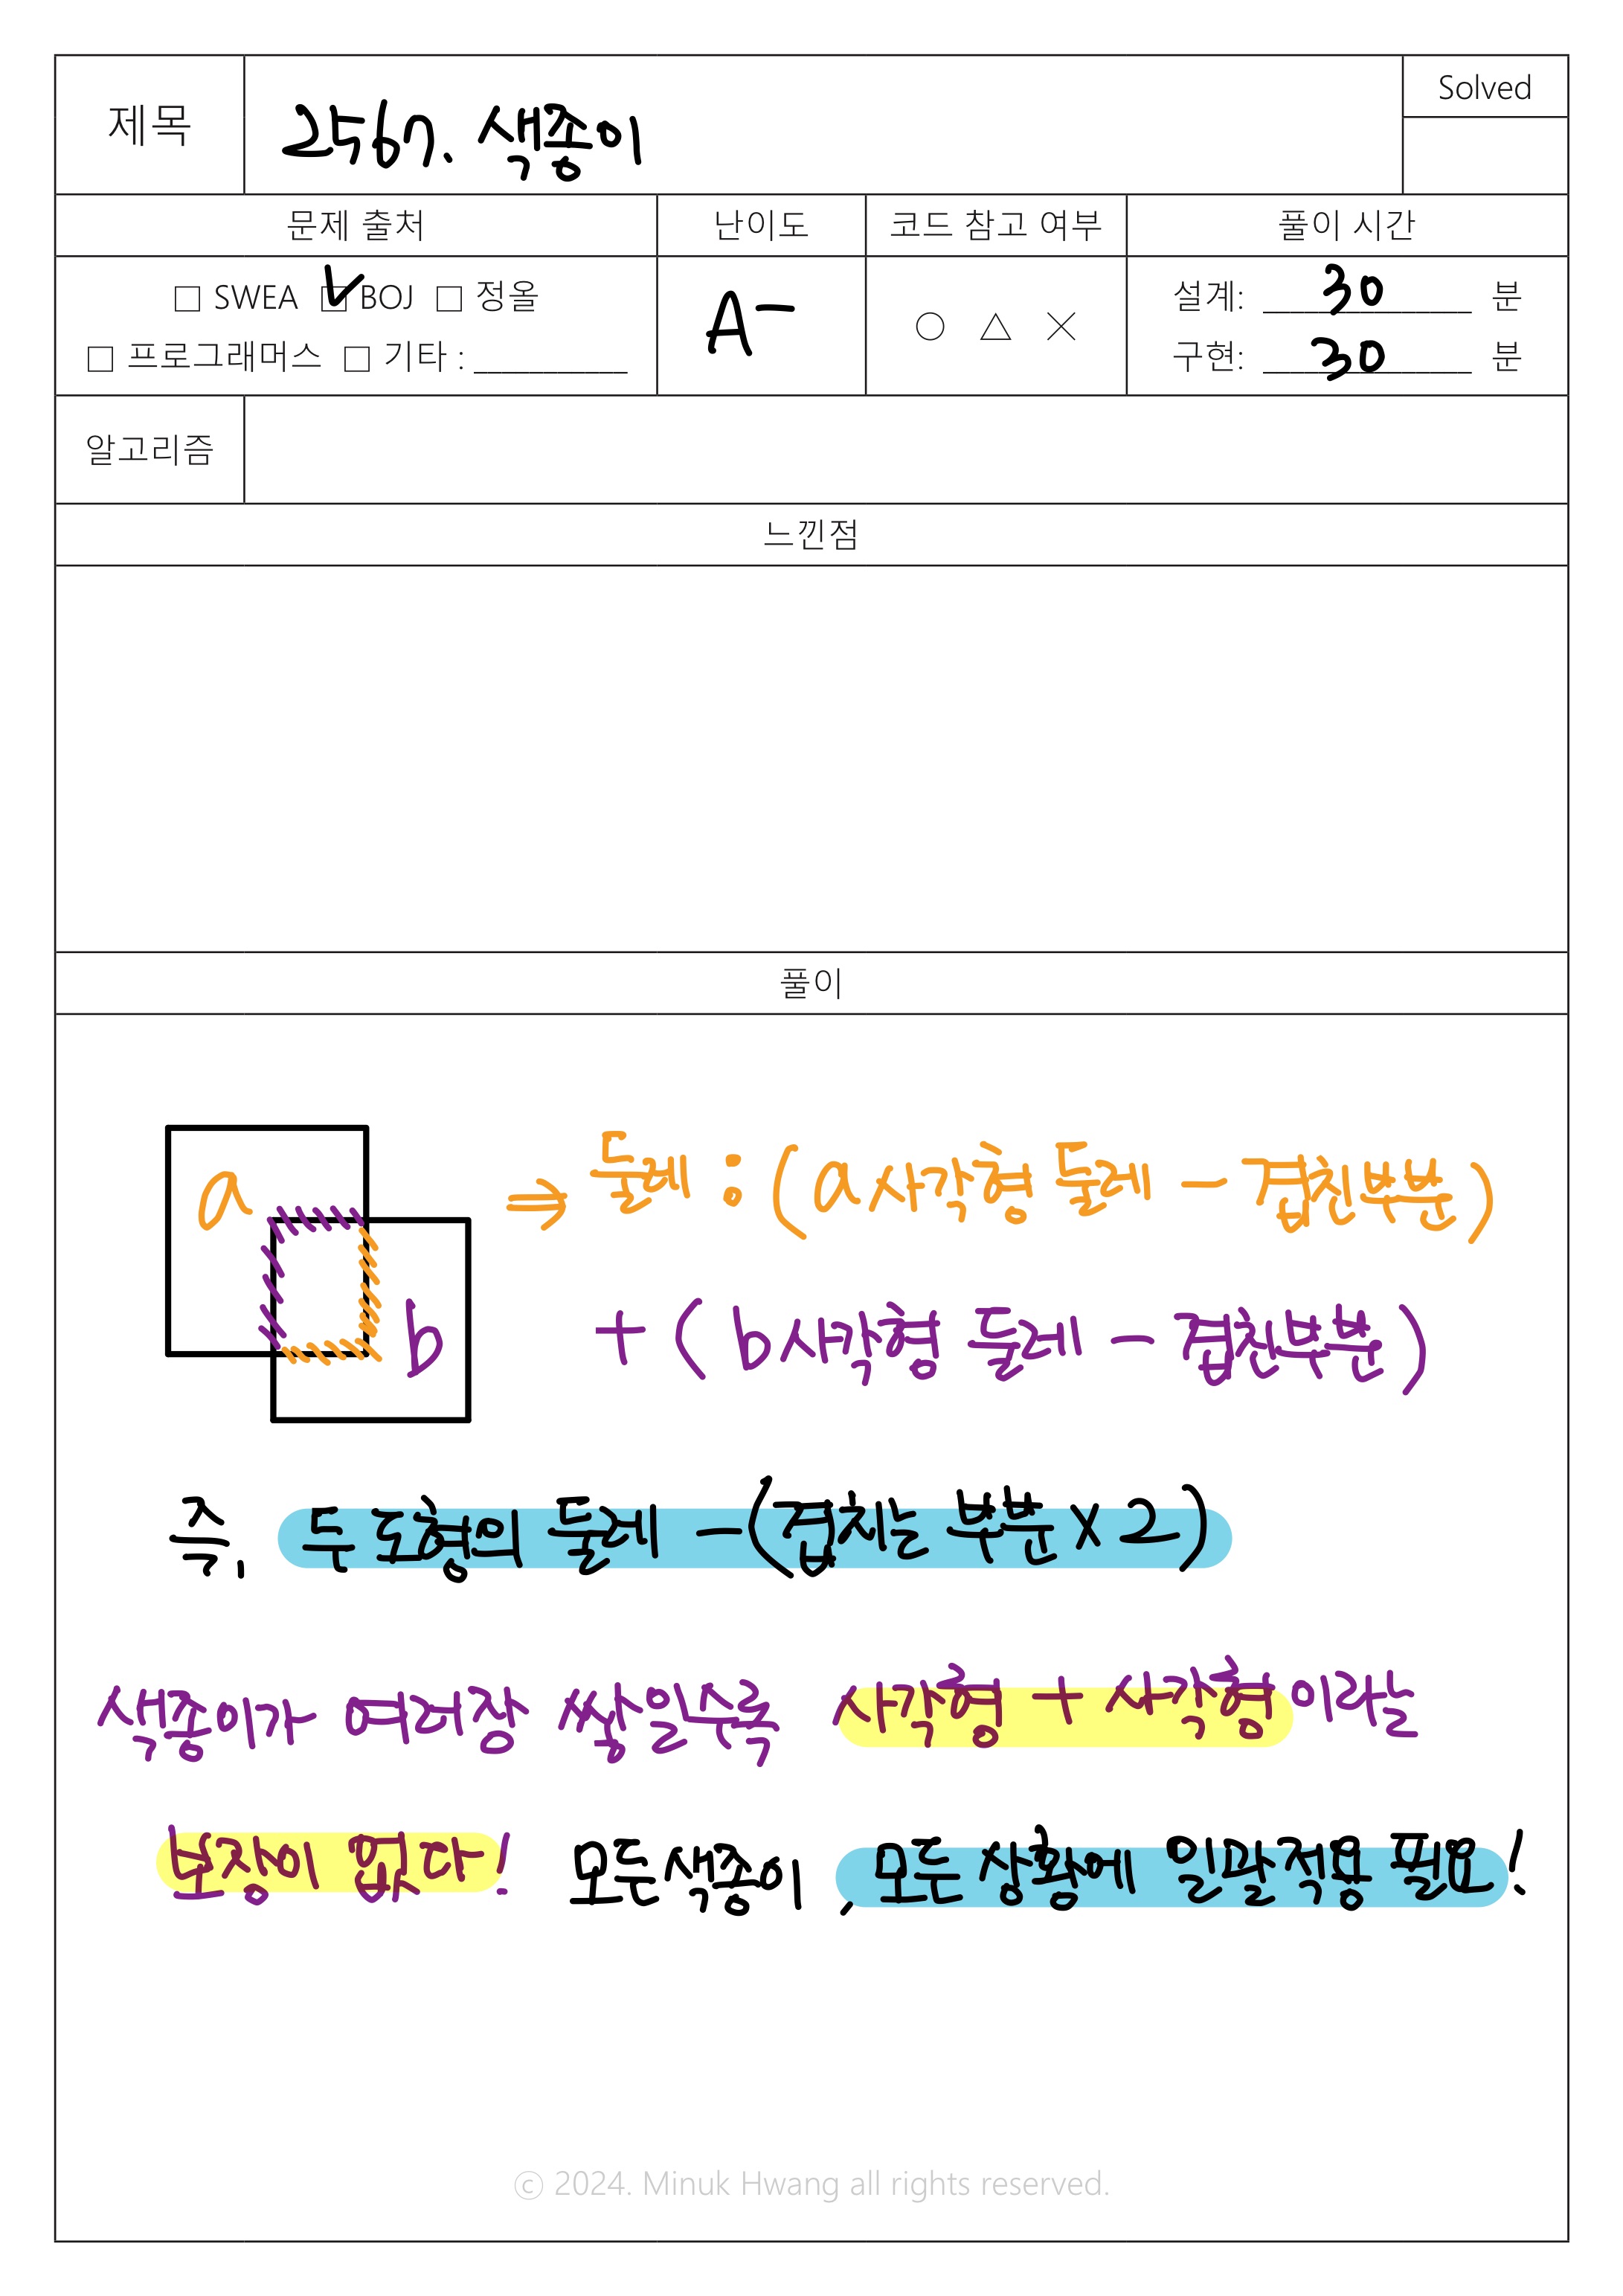 제목
2567. 색종이
Solved
문제 출처
난이도
코드 참고 여부
풀이 시간
□ SWEA ☑ BOJ □ 정올
□ 프로그래머스 □ 기타 : __________
A-
○ △ ×
설계: 30 분
구현: 30 분
알고리즘
느낀점
풀이
a
b
⇒ 둘레 : (a사각형 둘레 - 겹친부분)
+ (b사각형 둘레 - 겹친부분)
즉, 두 도형의 둘레 - (겹치는 부분 × 2)
색종이가 여러장 쌓일수록 사각형 + 사각형이란
보장이 없다! 모든색종이, 모든 상황에 일괄적용 필요!
© 2024. Minuk Hwang all rights reserved.